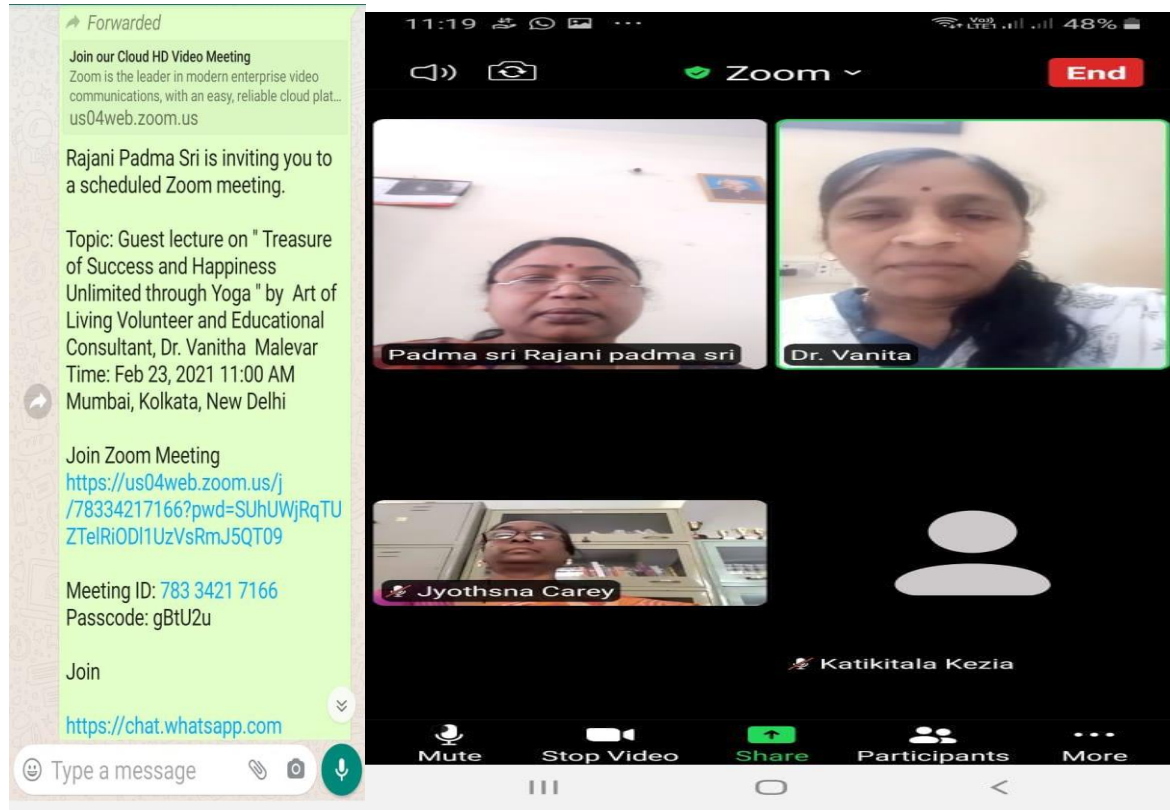 Forwarded
Join our Cloud HD Video Meeting
Zoom is the leader in modern enterprise video
communications, with an easy, reliable cloud plat...
us04web.zoom.us
Rajani Padma Sri is inviting you to
a scheduled Zoom meeting.
Topic: Guest lecture on " Treasure
of Success and Happiness
Unlimited through Yoga " by Art of
Living Volunteer and Educational
Consultant, Dr. Vanitha Malevar
Time: Feb 23, 2021 11:00 AM
Mumbai, Kolkata, New Delhi
Join Zoom Meeting
https://us04web.zoom.us/j
/78334217166?pwd=SUhUWjRqTU
ZTelRiODl1UzVsRmJ5QT09
Meeting ID: 783 3421 7166
Passcode: gBtU2u
Join
https://chat.whatsapp.com
Type a message
11:19 ... Vo)) LTE1 48%
Zoom
End
Padma sri Rajani padma sri
Dr. Vanita
Jyothsna Carey
Katikitala Kezia
Mute Stop Video Share Participants More